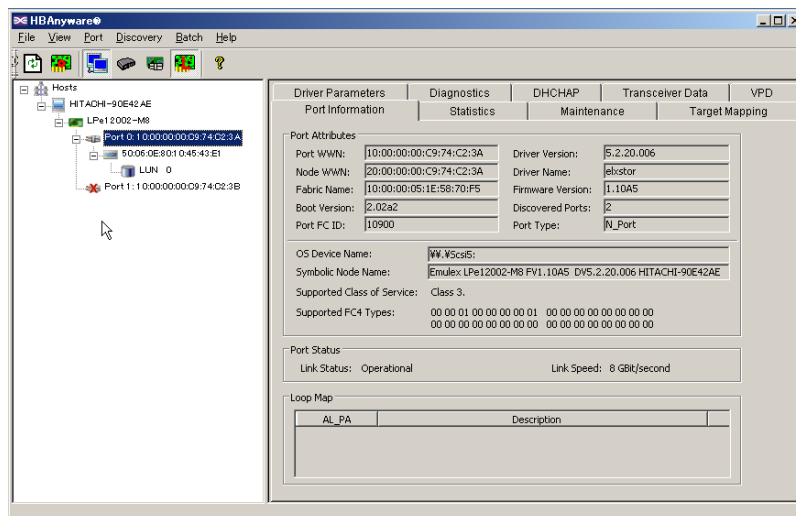 HBAnyware®
File View Port Discovery Batch Help
Hosts
HITACHI-90E42AE
LPe12002-M8
Port 0: 10:00:00:00:C9:74:C2:3A
50:06:0E:80:10:45:43:E1
LUN 0
Port 1: 10:00:00:00:C9:74:C2:3B
Driver Parameters Diagnostics DHCHAP Transceiver Data VPD
Port Information Statistics Maintenance Target Mapping
Port Attributes
Port WWN: 10:00:00:00:C9:74:C2:3A Driver Version: 5.2.20.006
Node WWN: 20:00:00:00:C9:74:C2:3A Driver Name: elxstor
Fabric Name: 10:00:00:05:1E:58:70:F5 Firmware Version: 1.10A5
Boot Version: 2.02a2 Discovered Ports: 2
Port FC ID: 10900 Port Type: N_Port
OS Device Name: ¥¥.¥Scsi5:
Symbolic Node Name: Emulex LPe12002-M8 FV1.10A5 DV5.2.20.006 HITACHI-90E42AE
Supported Class of Service: Class 3.
Supported FC4 Types: 00 00 01 00 00 00 00 01 00 00 00 00 00 00 00 00
00 00 00 00 00 00 00 00 00 00 00 00 00 00 00 00
Port Status
Link Status: Operational Link Speed: 8 GBit/second
Loop Map
AL_PA Description